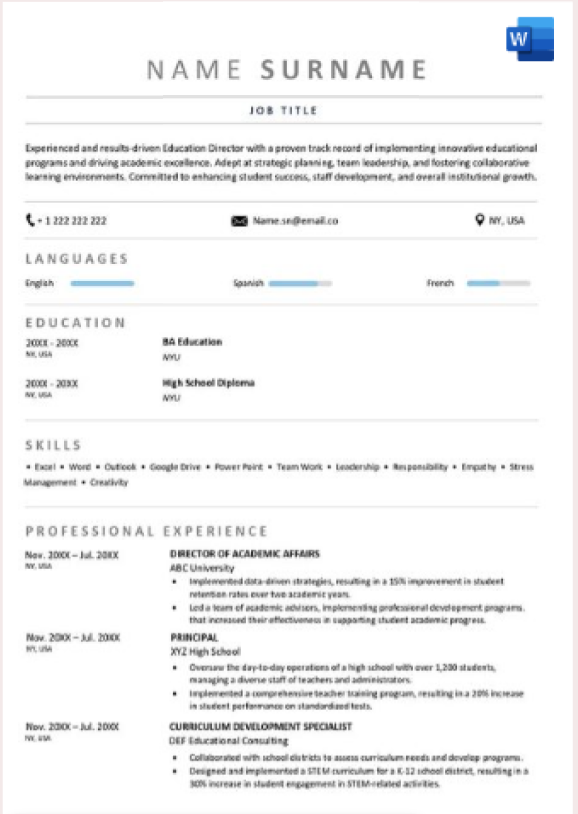 W
NAME SURNAME
JOB TITLE
Experienced and results-driven Education Director with a proven track record of implementing innovative educational
programs and driving academic excellence. Adept at strategic planning, team leadership, and fostering collaborative
learning environments. Committed to enhancing student success, staff development, and overall institutional growth.
+ 1 222 222 222 Name.sn@email.co NY, USA
LANGUAGES
English Spanish French
EDUCATION
20XX - 20XX BA Education
NY, USA NYU
20XX - 20XX High School Diploma
NY, USA NYU
SKILLS
• Excel • Word • Outlook • Google Drive • Power Point • Team Work • Leadership • Responsibility • Empathy • Stress
Management • Creativity
PROFESSIONAL EXPERIENCE
Nov. 20XX – Jul. 20XX DIRECTOR OF ACADEMIC AFFAIRS
NY, USA ABC University
• Implemented data-driven strategies, resulting in a 15% improvement in student
retention rates over two academic years.
• Led a team of academic advisors, implementing professional development programs.
that increased their effectiveness in supporting student academic progress.
Nov. 20XX – Jul. 20XX PRINCIPAL
NY, USA XYZ High School
• Oversaw the day-to-day operations of a high school with over 1,200 students,
managing a diverse staff of teachers and administrators.
• Implemented a comprehensive teacher training program, resulting in a 20% increase
in student performance on standardized tests.
Nov. 20XX – Jul. 20XX CURRICULUM DEVELOPMENT SPECIALIST
NY, USA DEF Educational Consulting
• Collaborated with school districts to assess curriculum needs and develop programs.
• Designed and implemented a STEM curriculum for a K-12 school district, resulting in a
30% increase in student engagement in STEM-related activities.